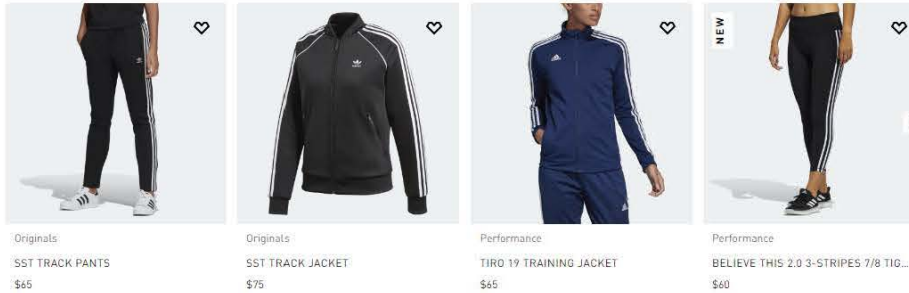 NEW
Originals
SST TRACK PANTS
$65
Originals
SST TRACK JACKET
$75
Performance
TIRO 19 TRAINING JACKET
$65
Performance
BELIEVE THIS 2.0 3-STRIPES 7/8 TIG...
$60